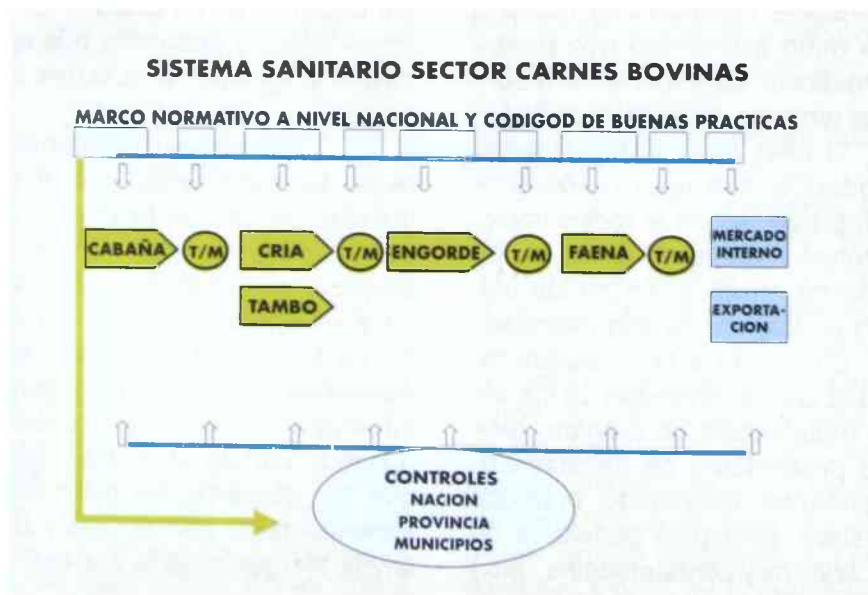 SISTEMA SANITARIO SECTOR CARNES BOVINAS
MARCO NORMATIVO A NIVEL NACIONAL Y CODIGOD DE BUENAS PRACTICAS
CABAÑA
T/M
CRIA
T/M
ENGORDE
T/M
FAENA
T/M
MERCADO
INTERNO
TAMBO
EXPORTA-
CION
CONTROLES
NACION
PROVINCIA
MUNICIPIOS